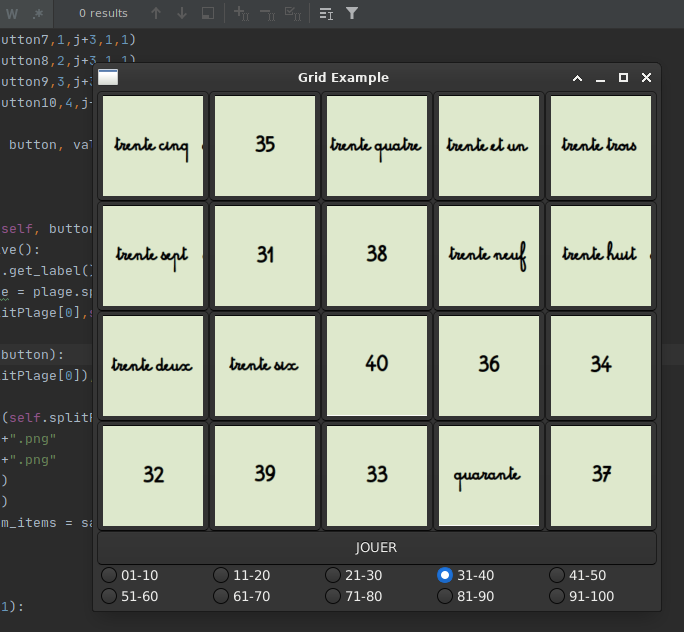 W .* 0 results
utton7,1,j+3,1,1)
utton8,2,j+3,1,1)
utton9,3,j+3
utton10,4,j+
button, val
self, button
ve():
.get_label()
e = plage.sp
itPlage[0],s
button):
itPlage[0])
(self.splitP
+".png"
+".png"
)
)
m_items = sa
1):
Grid Example
trente cinq 35 trente quatre trente et un trente trois
trente sept 31 38 trente neuf trente huit
trente deux trente six 40 36 34
32 39 33 quarante 37
JOUER
01-10 11-20 21-30 31-40 41-50
51-60 61-70 71-80 81-90 91-100